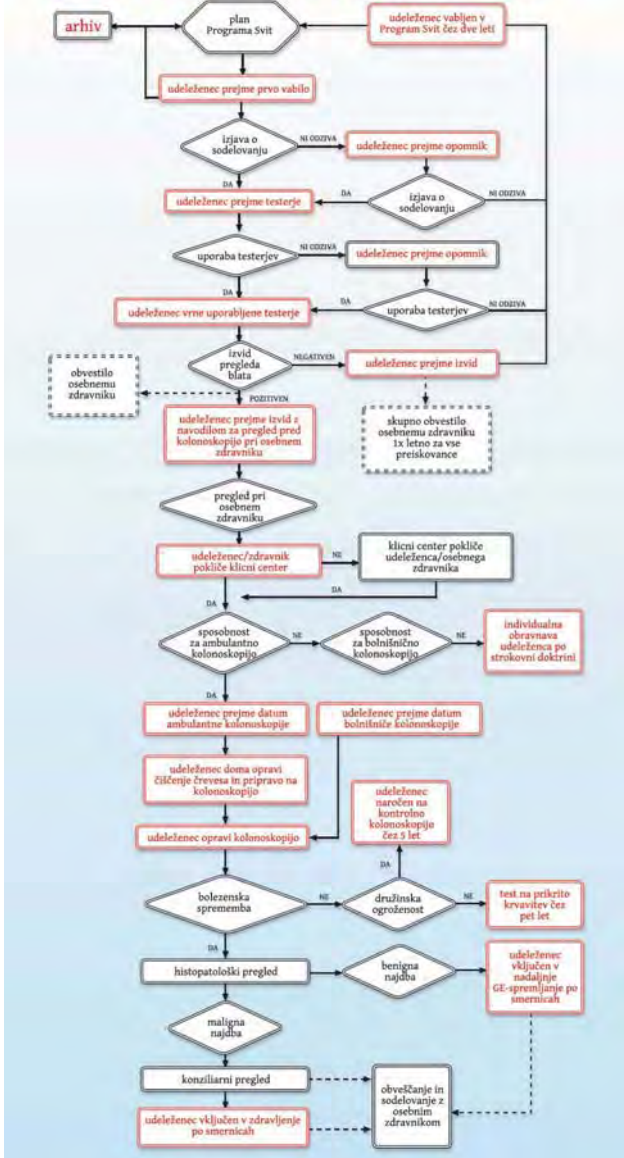 arhiv
plan
Programa Svit
udeleženec vabljen v
Program Svit čez dve leti
udeleženec prejme prvo vabilo
izjava o
sodelovanju
NI ODZIVA
udeleženec prejme opomnik
DA
udeleženec prejme testerje
DA
izjava o
sodelovanju
NI ODZIVA
uporaba testerjev
NI ODZIVA
udeleženec prejme opomnik
DA
udeleženec vrne uporabljene testerje
DA
uporaba testerjev
NI ODZIVA
izvid
pregleda
blata
NEGATIVEN
udeleženec prejme izvid
obvestilo
osebnemu
zdravniku
POZITIVEN
udeleženec prejme izvid z
navodilom za pregled pred
kolonoskopijo pri osebnem
zdravniku
skupno obvestilo
osebnemu zdravniku
1x letno za vse
preiskovance
pregled pri
osebnem
zdravniku
udeleženec/zdravnik
pokliče klicni center
NE
klicni center pokliče
udeleženca/osebnega
zdravnika
DA
DA
sposobnost
za ambulantno
kolonoskopijo
NE
sposobnost
za bolnišnično
kolonoskopijo
NE
individualna
obravnava
udeleženca po
strokovni doktrini
DA
udeleženec prejme datum
ambulantne kolonoskopije
udeleženec prejme datum
bolnišniče kolonoskopije
udeleženec doma opravi
čiščenje črevesa in pripravo na
kolonoskopijo
udeleženec
naročen na
kontrolno
kolonoskopijo
čez 5 let
udeleženec opravi kolonoskopijo
DA
bolezenska
sprememba
NE
družinska
ogroženost
NE
test na prikrito
krvavitev čez
pet let
DA
histopatološki pregled
benigna
najdba
udeleženec
vključen v
nadaljnje
GE-spremljanje po
smernicah
maligna
najdba
konziliarni pregled
obveščanje in
sodelovanje z
osebnim
zdravnikom
udeleženec vključen v zdravljenje
po smernicah